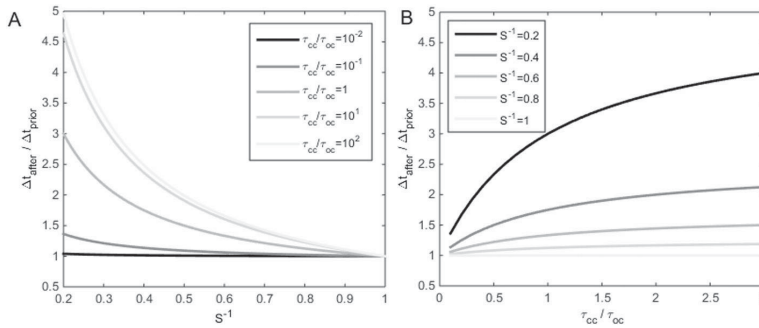 A
Δt_after / Δt_prior
5
4.5
4
3.5
3
2.5
2
1.5
1
0.5
τ_cc/τ_oc=10^-2
τ_cc/τ_oc=10^-1
τ_cc/τ_oc=1
τ_cc/τ_oc=10^1
τ_cc/τ_oc=10^2
0.2 0.3 0.4 0.5 0.6 0.7 0.8 0.9 1
S^-1
B
Δt_after / Δt_prior
5
4.5
4
3.5
3
2.5
2
1.5
1
0.5
S^-1=0.2
S^-1=0.4
S^-1=0.6
S^-1=0.8
S^-1=1
0 0.5 1 1.5 2 2.5 3
τ_cc / τ_oc